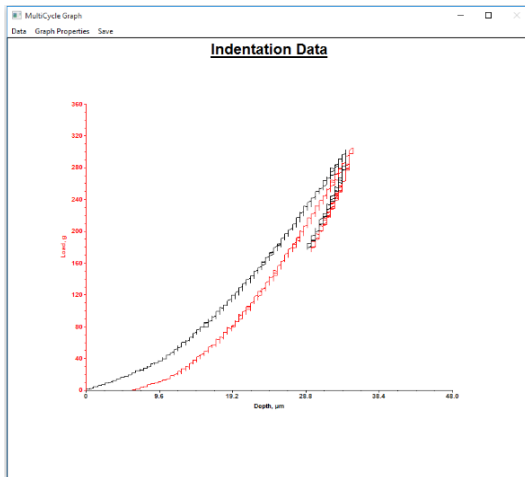 MultiCycle Graph
Data Graph Properties Save
Indentation Data
360
320
280
240
200
160
120
80
40
0
Load, g
0 9.6 19.2 28.8 38.4 48.0
Depth, µm